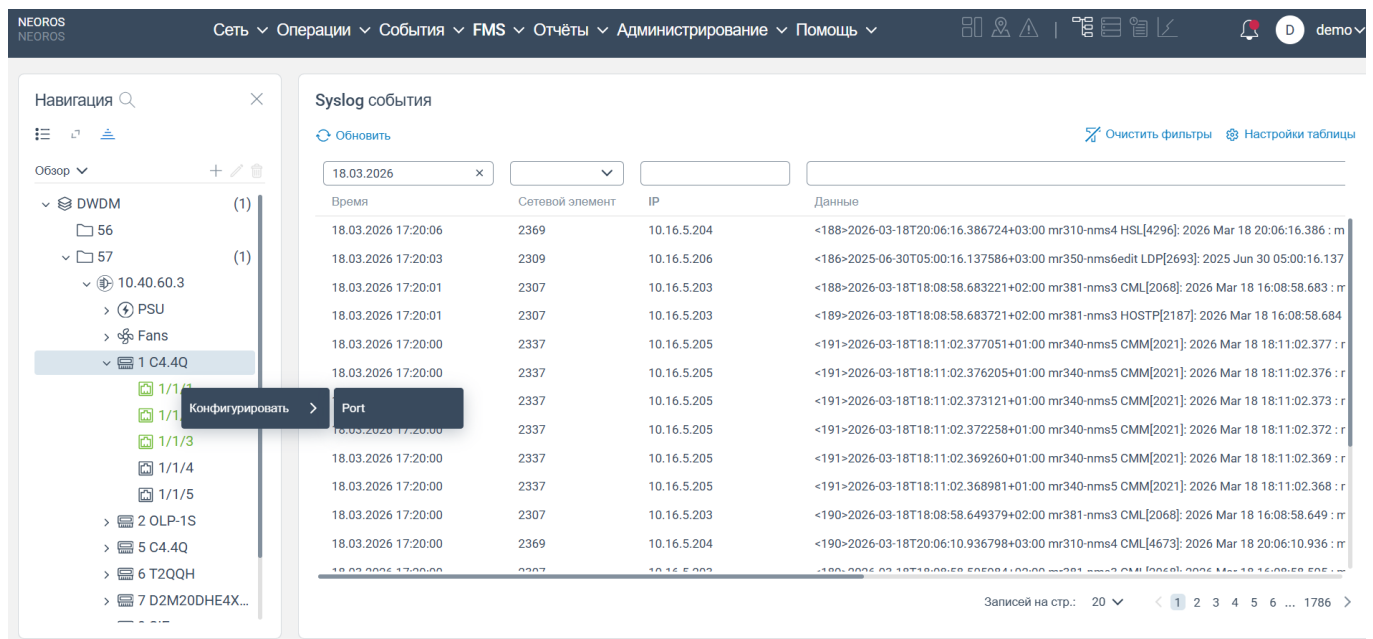 NEOROS
NEOROS
Сеть Операции События FMS Отчёты Администрирование Помощь
D demo
Навигация
Обзор
DWDM (1)
56
57 (1)
10.40.60.3
PSU
Fans
1 C4.4Q
1/1/1
1/1/3
1/1/4
1/1/5
2 OLP-1S
5 C4.4Q
6 T2QQH
7 D2M20DHE4X...
Конфигурировать
Port
Syslog события
Обновить
Очистить фильтры Настройки таблицы
18.03.2026
Время Сетевой элемент IP Данные
18.03.2026 17:20:06 2369 10.16.5.204 <188>2026-03-18T20:06:16.386724+03:00 mr310-nms4 HSL[4296]: 2026 Mar 18 20:06:16.386 : m
18.03.2026 17:20:03 2309 10.16.5.206 <186>2025-06-30T05:00:16.137586+03:00 mr350-nms6edit LDP[2693]: 2025 Jun 30 05:00:16.137
18.03.2026 17:20:01 2307 10.16.5.203 <188>2026-03-18T18:08:58.683221+02:00 mr381-nms3 CML[2068]: 2026 Mar 18 16:08:58.683 : m
18.03.2026 17:20:01 2307 10.16.5.203 <189>2026-03-18T18:08:58.683721+02:00 mr381-nms3 HOSTP[2187]: 2026 Mar 18 16:08:58.684
18.03.2026 17:20:00 2337 10.16.5.205 <191>2026-03-18T18:11:02.377051+01:00 mr340-nms5 CMM[2021]: 2026 Mar 18 18:11:02.377 : r
18.03.2026 17:20:00 2337 10.16.5.205 <191>2026-03-18T18:11:02.376205+01:00 mr340-nms5 CMM[2021]: 2026 Mar 18 18:11:02.376 : r
2337 10.16.5.205 <191>2026-03-18T18:11:02.373121+01:00 mr340-nms5 CMM[2021]: 2026 Mar 18 18:11:02.373 : r
18.03.2026 17:20:00 2337 10.16.5.205 <191>2026-03-18T18:11:02.372258+01:00 mr340-nms5 CMM[2021]: 2026 Mar 18 18:11:02.372 : r
18.03.2026 17:20:00 2337 10.16.5.205 <191>2026-03-18T18:11:02.369260+01:00 mr340-nms5 CMM[2021]: 2026 Mar 18 18:11:02.369 : r
18.03.2026 17:20:00 2337 10.16.5.205 <191>2026-03-18T18:11:02.368981+01:00 mr340-nms5 CMM[2021]: 2026 Mar 18 18:11:02.368 : r
18.03.2026 17:20:00 2307 10.16.5.203 <190>2026-03-18T18:08:58.649379+02:00 mr381-nms3 CML[2068]: 2026 Mar 18 16:08:58.649 : m
18.03.2026 17:20:00 2369 10.16.5.204 <190>2026-03-18T20:06:10.936798+03:00 mr310-nms4 CML[4673]: 2026 Mar 18 20:06:10.936 : m
Записей на стр.: 20 1 2 3 4 5 6 ... 1786